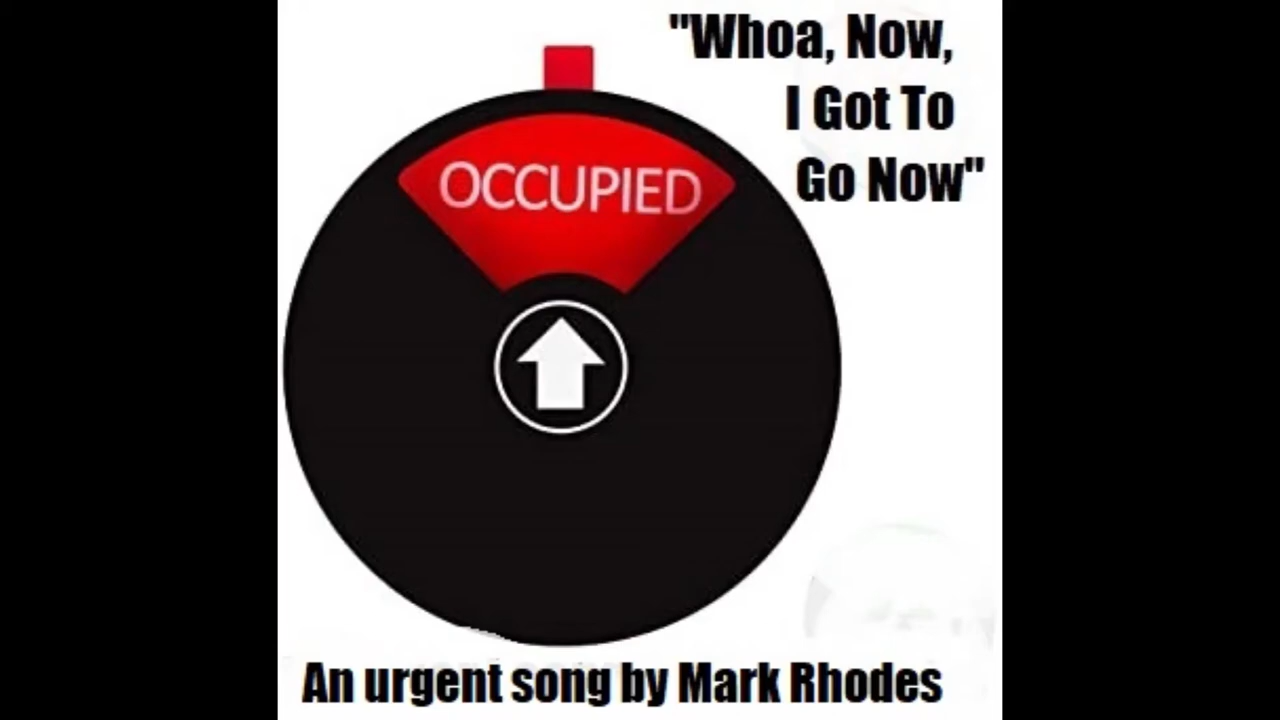 "Whoa, Now,
I Got To
Go Now"
OCCUPIED
An urgent song by Mark Rhodes